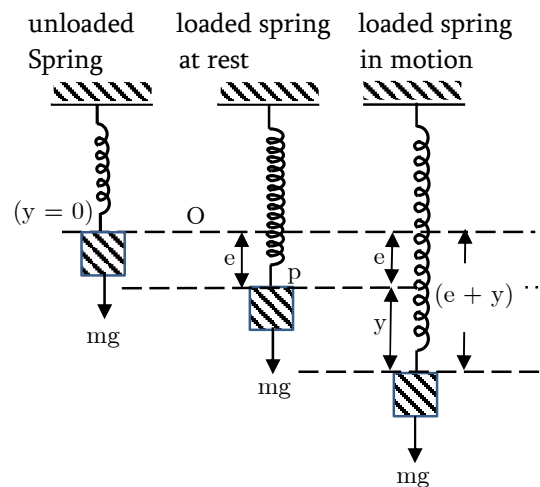 unloaded
Spring
loaded spring
at rest
loaded spring
in motion
(y = 0)
O
e
p
e
(e + y)
y
mg
mg
mg